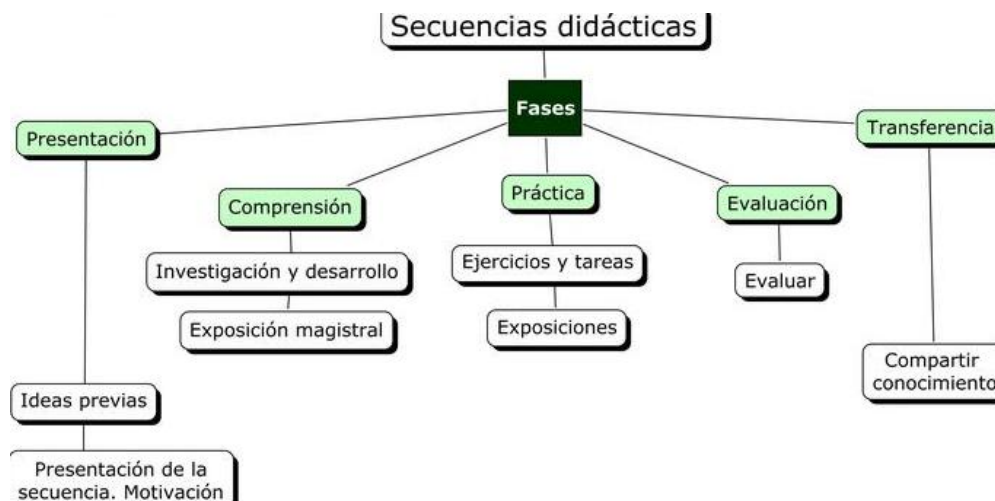 Secuencias didácticas
Fases
Presentación
Transferencia
Comprensión
Práctica
Evaluación
Investigación y desarrollo
Ejercicios y tareas
Evaluar
Exposición magistral
Exposiciones
Compartir
conocimiento
Ideas previas
Presentación de la
secuencia. Motivación